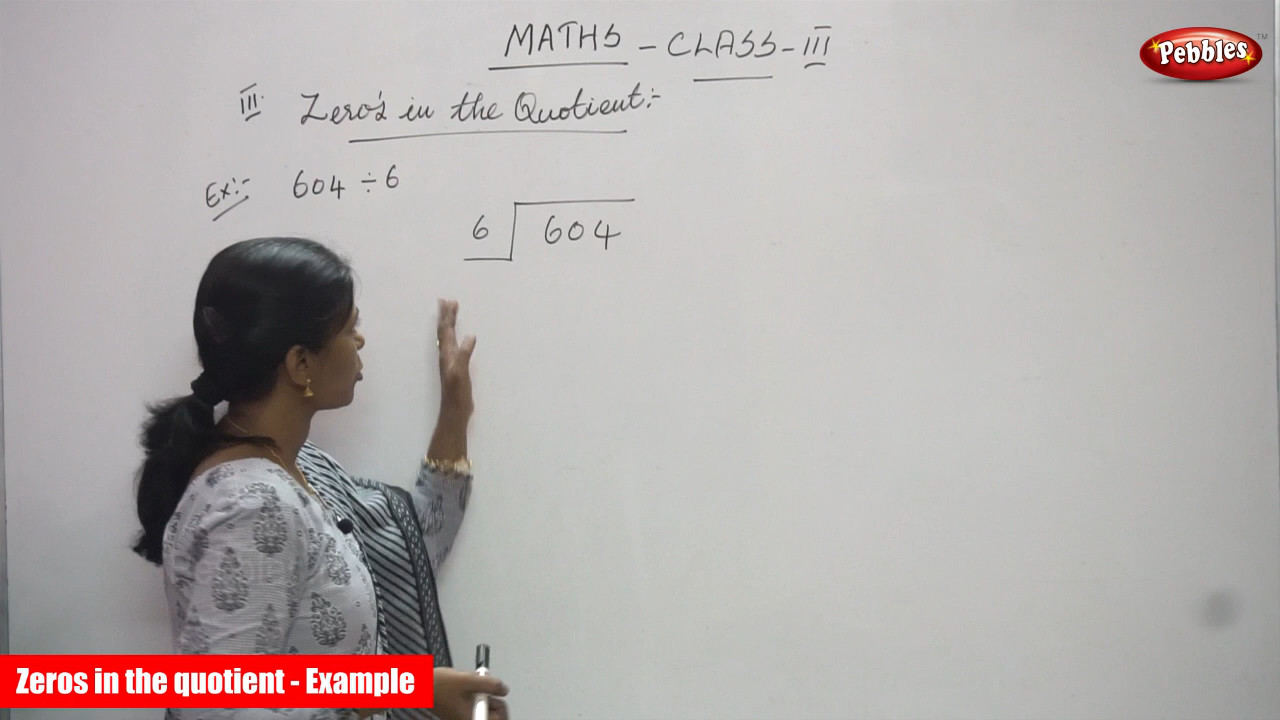 MATHS - CLASS - III
Pebbles TM
III. Zero's in the Quotient:-
Ex:- 604 ÷ 6
6 604
Zeros in the quotient - Example